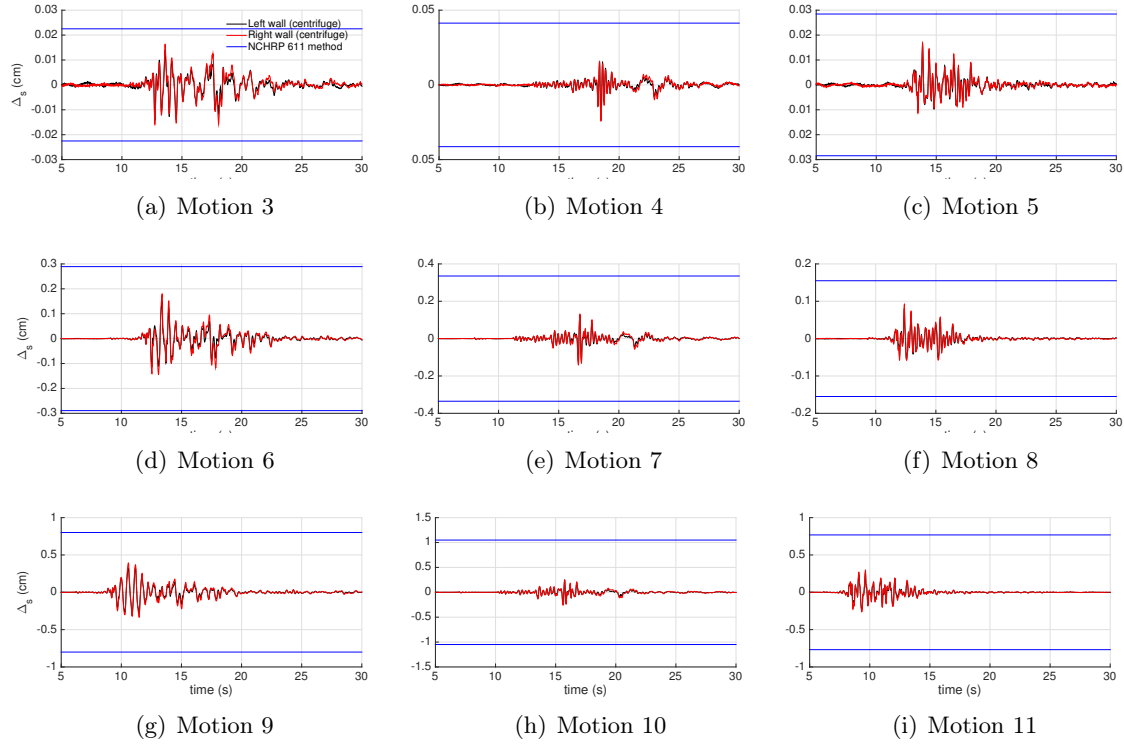 0.03
0.02
0.01
0
0.01
0.02
0.03
Δ_s (cm)
Left wall (centrifuge)
Right wall (centrifuge)
NCHRP 611 method
5 10 15 20 25 30
time (s)
(a) Motion 3
0.05
0
0.05
5 10 15 20 25 30
time (s)
(b) Motion 4
0.03
0.02
0.01
0
0.01
0.02
0.03
5 10 15 20 25 30
time (s)
(c) Motion 5
0.3
0.2
0.1
0
-0.1
-0.2
-0.3
Δ_s (cm)
5 10 15 20 25 30
time (s)
(d) Motion 6
0.4
0.2
0
-0.2
-0.4
5 10 15 20 25 30
time (s)
(e) Motion 7
0.2
0.1
0
-0.1
-0.2
5 10 15 20 25 30
time (s)
(f) Motion 8
1
0.5
0
-0.5
-1
Δ_s (cm)
5 10 15 20 25 30
time (s)
(g) Motion 9
1.5
1
0.5
0
-0.5
-1
-1.5
5 10 15 20 25 30
time (s)
(h) Motion 10
1
0.5
0
-0.5
-1
5 10 15 20 25 30
time (s)
(i) Motion 11